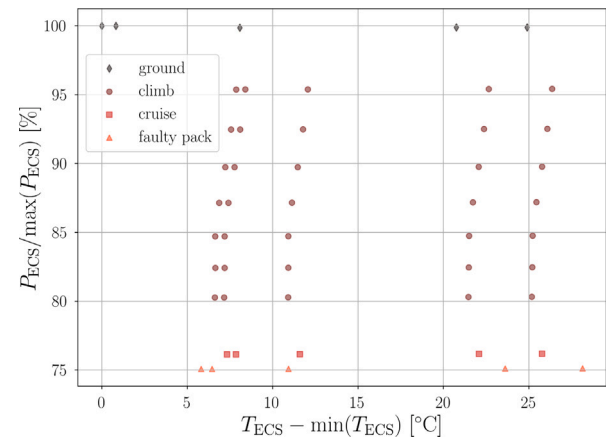 100
95
90
85
80
75
P_ECS/max(P_ECS) [%]
ground
climb
cruise
faulty pack
0 5 10 15 20 25
T_ECS − min(T_ECS) [°C]